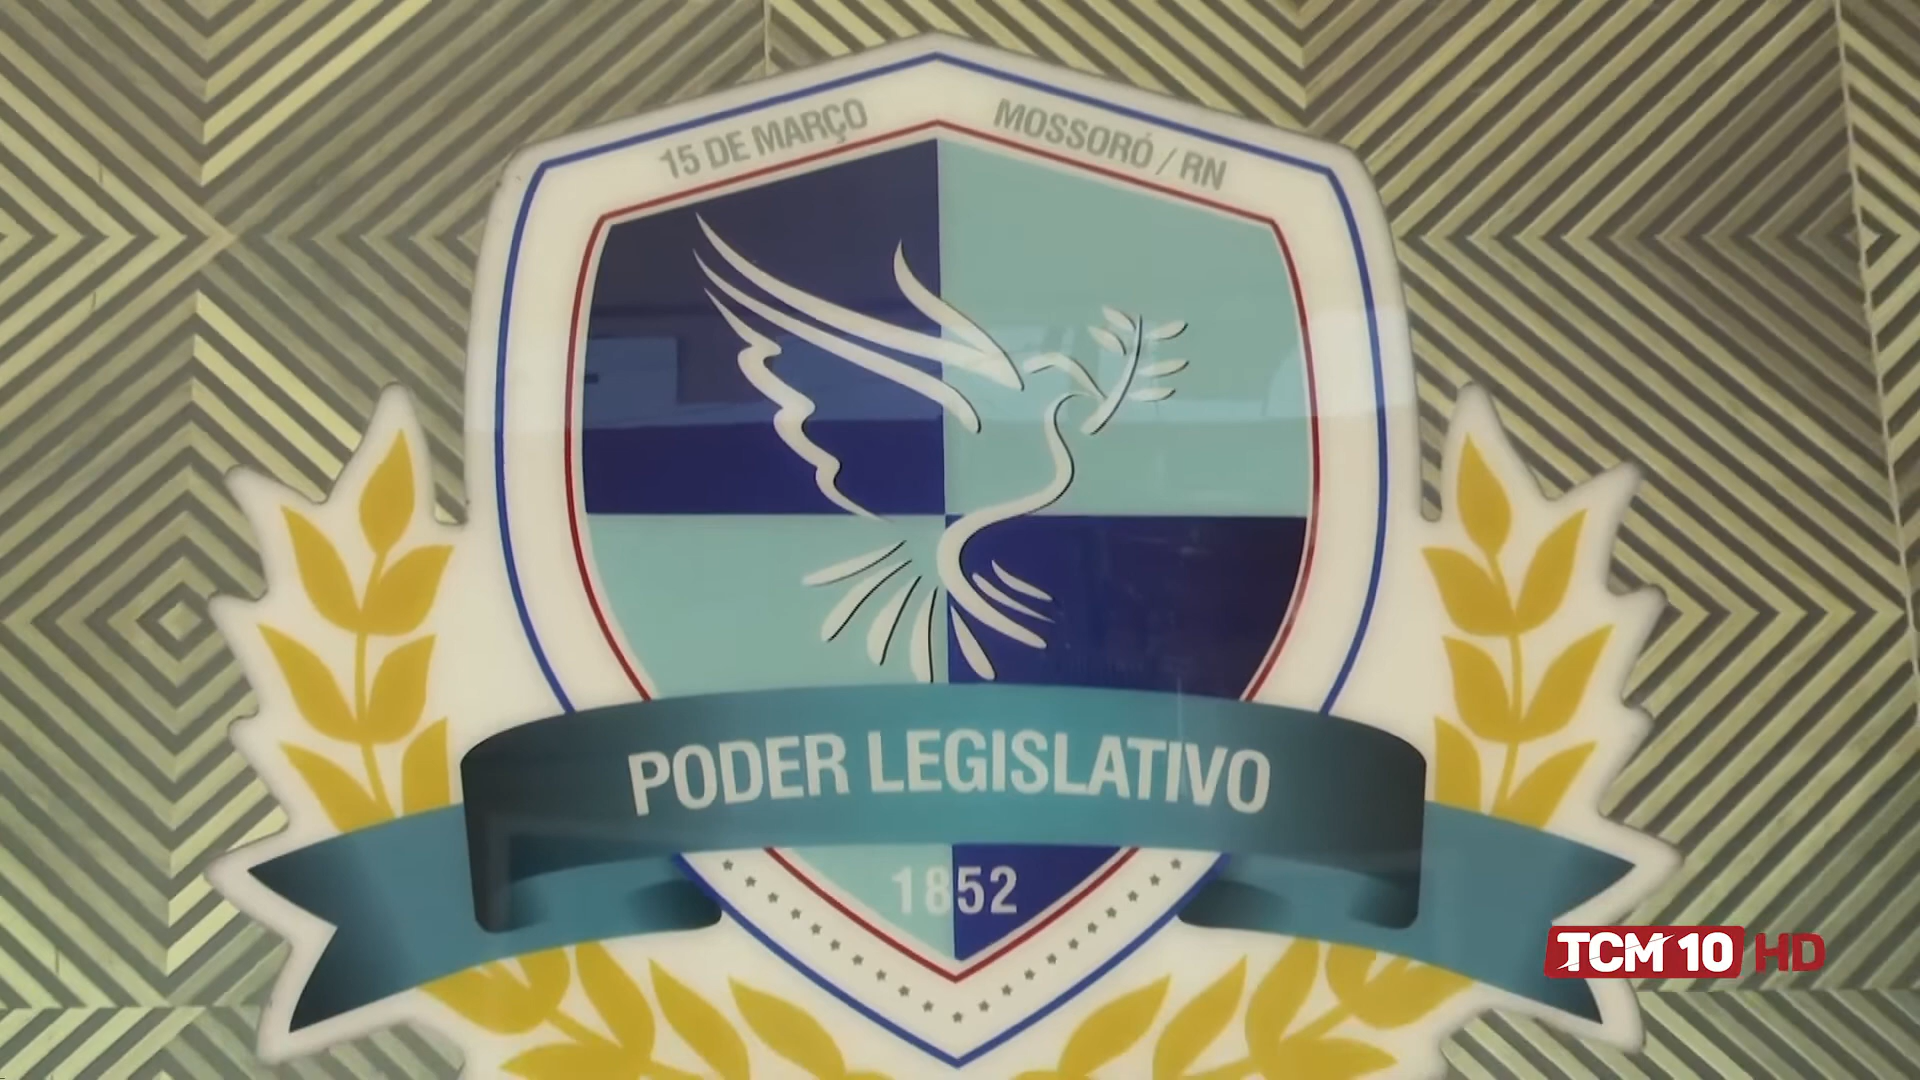 15 DE MARÇO
MOSSORÓ / RN
PODER LEGISLATIVO
1852
TCM 10 HD